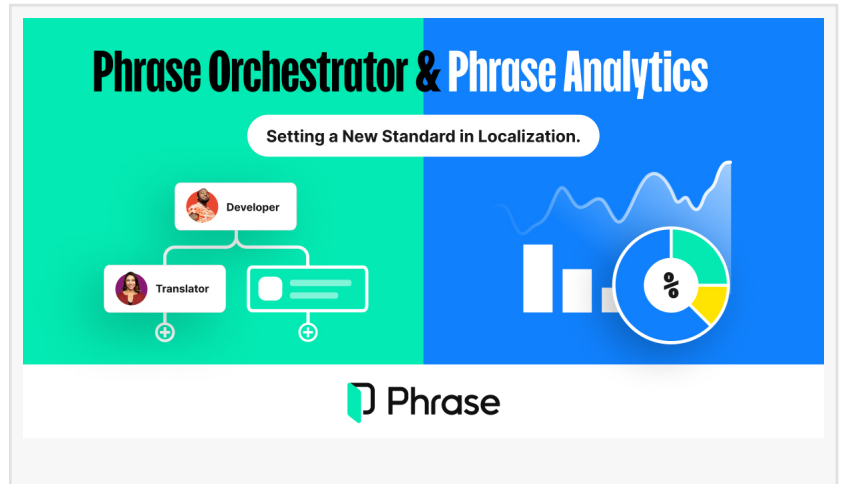 Phrase Orchestrator & Phrase Analytics
Setting a New Standard in Localization.
Developer
Translator
%
Phrase